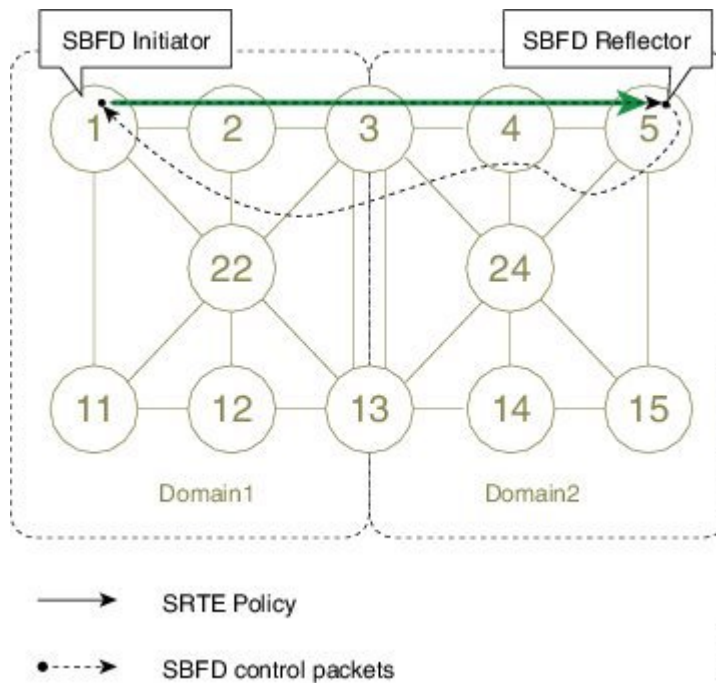 SBFD Initiator
SBFD Reflector
1
2
3
4
5
22
24
11
12
13
14
15
Domain1
Domain2
SRTE Policy
SBFD control packets